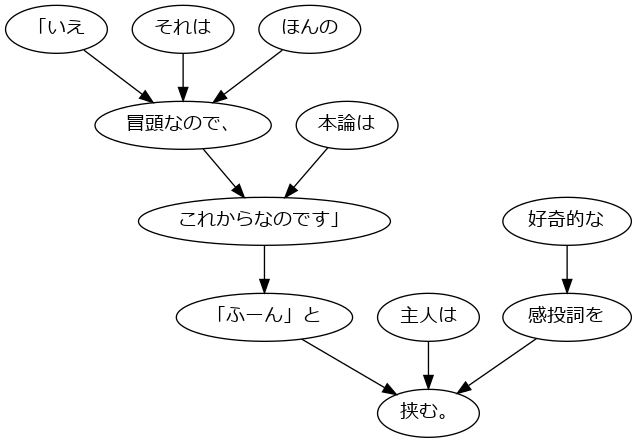 「いえ それは ほんの
冒頭なので、 本論は
これからなのです」 好奇的な
「ふーん」と 主人は 感投詞を
挟む。